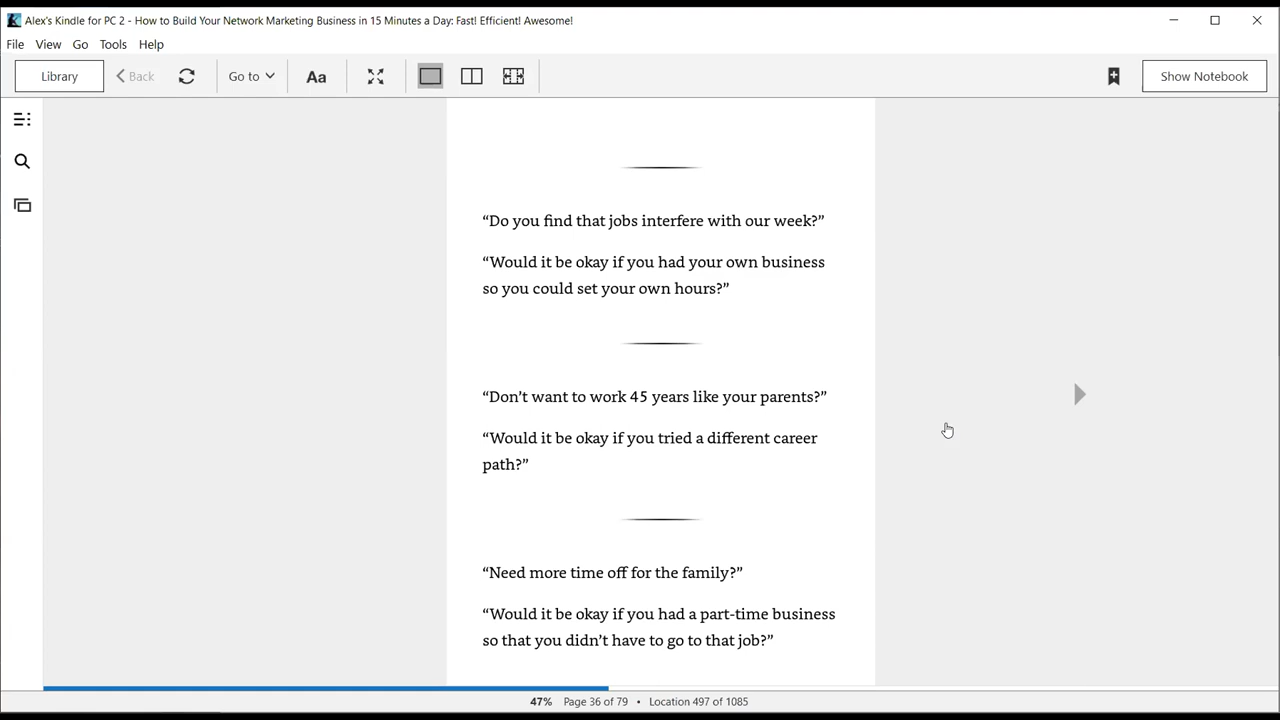 Alex's Kindle for PC 2 - How to Build Your Network Marketing Business in 15 Minutes a Day: Fast! Efficient! Awesome!
File View Go Tools Help
Library Back Go to Aa Show Notebook
“Do you find that jobs interfere with our week?”
“Would it be okay if you had your own business
so you could set your own hours?”
“Don’t want to work 45 years like your parents?”
“Would it be okay if you tried a different career
path?”
“Need more time off for the family?”
“Would it be okay if you had a part-time business
so that you didn’t have to go to that job?”
47% Page 36 of 79 • Location 497 of 1085